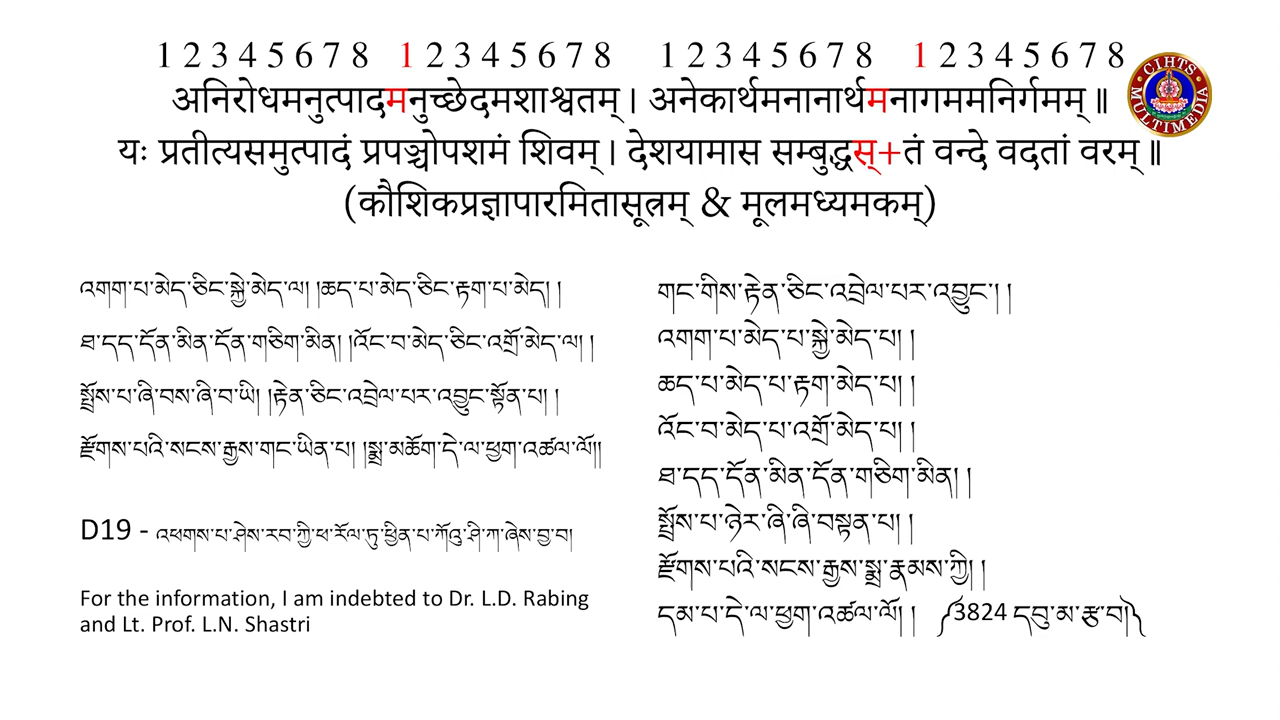 1 2 3 4 5 6 7 8 1 2 3 4 5 6 7 8 1 2 3 4 5 6 7 8 1 2 3 4 5 6 7 8
अनिरोधमनुत्पादमनुच्छेदमशाश्वतम् । अनेकार्थमनानार्थमनागममनिर्गमम् ॥
यः प्रतीत्यसमुत्पादं प्रपञ्चोपशमं शिवम् । देशयामास सम्बुद्धस्+तं वन्दे वदतां वरम् ॥
(कौशिकप्रज्ञापारमितासूत्रम् & मूलमध्यमकम्)
CIHTS MULTIMEDIA
འགག་པ་མེད་ཅིང་སྐྱེ་མེད་ལ། །ཆད་པ་མེད་ཅིང་རྟག་པ་མེད། །
ཐ་དད་དོན་མིན་དོན་གཅིག་མིན། །འོང་བ་མེད་ཅིང་འགྲོ་མེད་ལ། །
སྤྲོས་པ་ཞི་བས་ཞི་བ་ཡི། །རྟེན་ཅིང་འབྲེལ་པར་འབྱུང་སྟོན་པ། །
རྫོགས་པའི་སངས་རྒྱས་གང་ཡིན་པ། །སྨྲ་མཆོག་དེ་ལ་ཕྱག་འཚལ་ལོ།།
D19 - འཕགས་པ་ཤེས་རབ་ཀྱི་ཕ་རོལ་ཏུ་ཕྱིན་པ་ཀོའུ་ཤི་ཀ་ཞེས་བྱ་བ།
For the information, I am indebted to Dr. L.D. Rabing
and Lt. Prof. L.N. Shastri
གང་གིས་རྟེན་ཅིང་འབྲེལ་པར་འབྱུང་། །
འགག་པ་མེད་པ་སྐྱེ་མེད་པ། །
ཆད་པ་མེད་པ་རྟག་མེད་པ། །
འོང་བ་མེད་པ་འགྲོ་མེད་པ། །
ཐ་དད་དོན་མིན་དོན་གཅིག་མིན། །
སྤྲོས་པ་ཉེར་ཞི་ཞི་བསྟན་པ། །
རྫོགས་པའི་སངས་རྒྱས་སྨྲ་རྣམས་ཀྱི། །
དམ་པ་དེ་ལ་ཕྱག་འཚལ་ལོ། ། ༼3824 དབུ་མ་རྩ་བ།༽